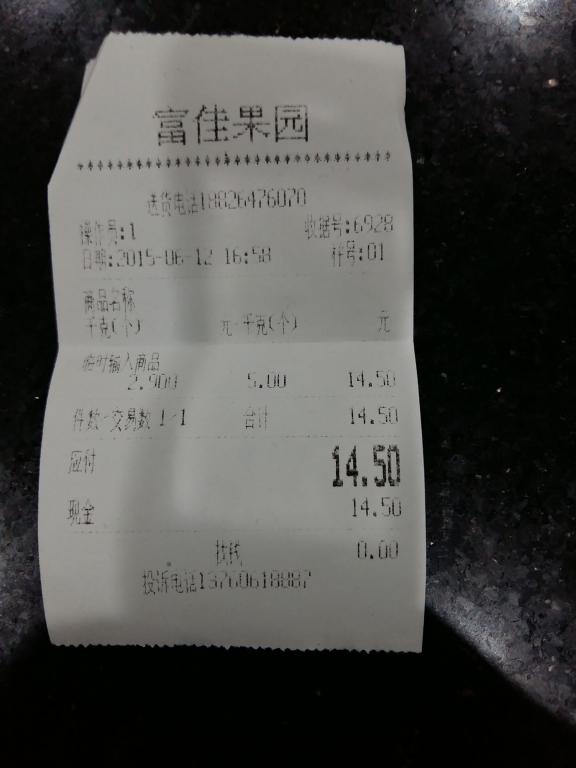 富佳果园
送货电话18826476070
操作员:1 收据号:6928
日期:2015-06-12 16:58 秤号:01
商品名称
千克(个) 元/千克(个) 元
临时输入商品
2.900 5.00 14.50
件数/交易数 1/1 合计 14.50
应付 14.50
现金 14.50
找钱 0.00
投诉电话13760618887